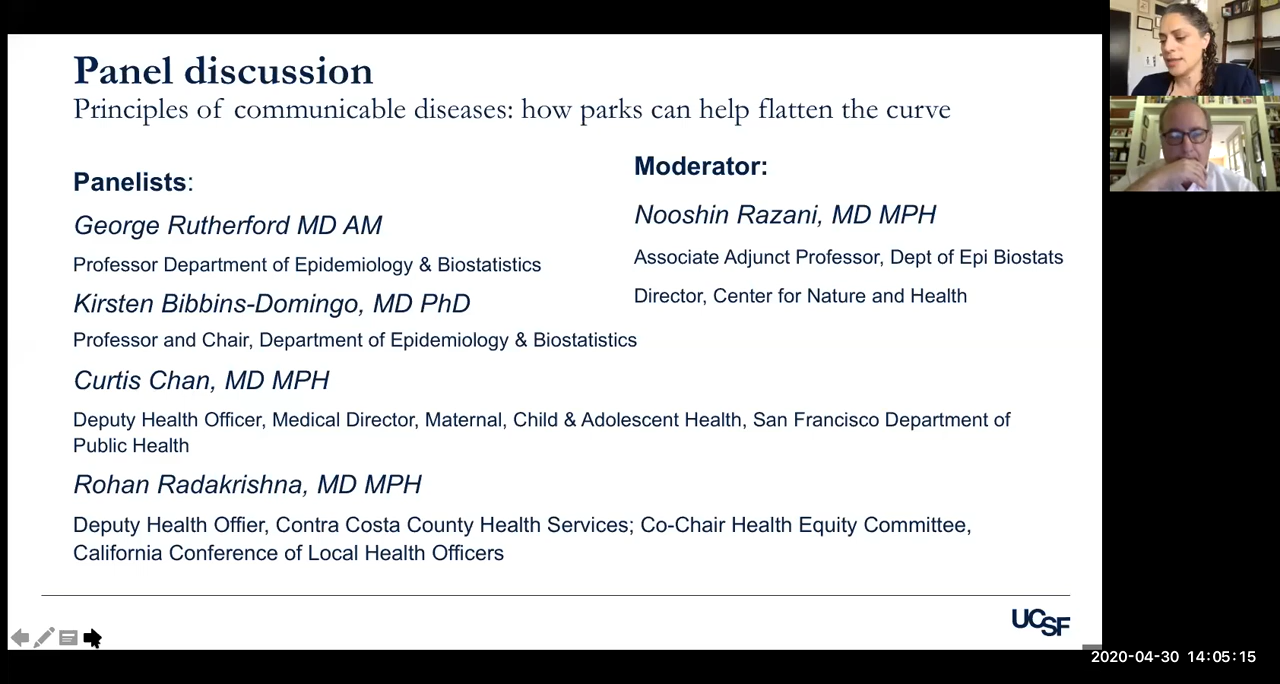 Panel discussion
Principles of communicable diseases: how parks can help flatten the curve
Panelists:
George Rutherford MD AM
Professor Department of Epidemiology & Biostatistics
Kirsten Bibbins-Domingo, MD PhD
Professor and Chair, Department of Epidemiology & Biostatistics
Curtis Chan, MD MPH
Deputy Health Officer, Medical Director, Maternal, Child & Adolescent Health, San Francisco Department of
Public Health
Rohan Radakrishna, MD MPH
Deputy Health Offier, Contra Costa County Health Services; Co-Chair Health Equity Committee,
California Conference of Local Health Officers
Moderator:
Nooshin Razani, MD MPH
Associate Adjunct Professor, Dept of Epi Biostats
Director, Center for Nature and Health
UCSF
2020-04-30 14:05:15